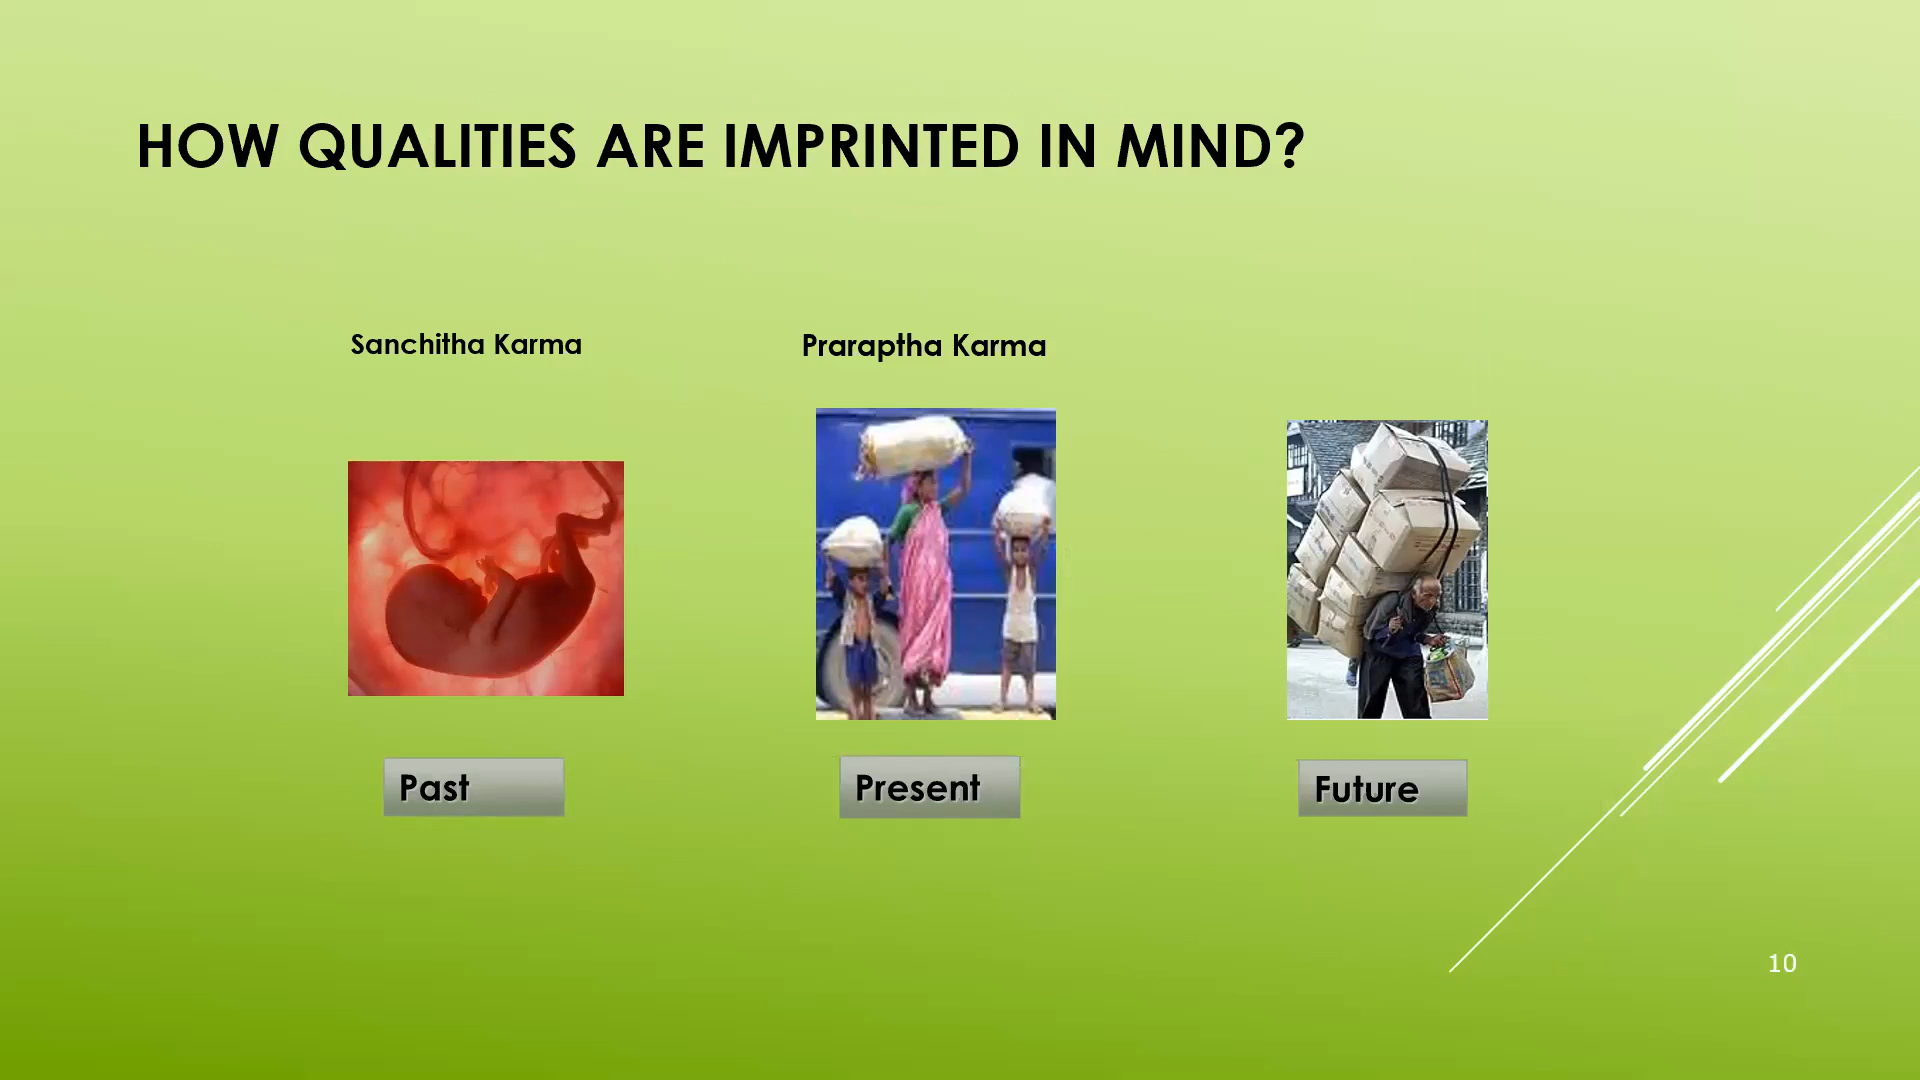 HOW QUALITIES ARE IMPRINTED IN MIND?
Sanchitha Karma
Praraptha Karma
Past
Present
Future
10